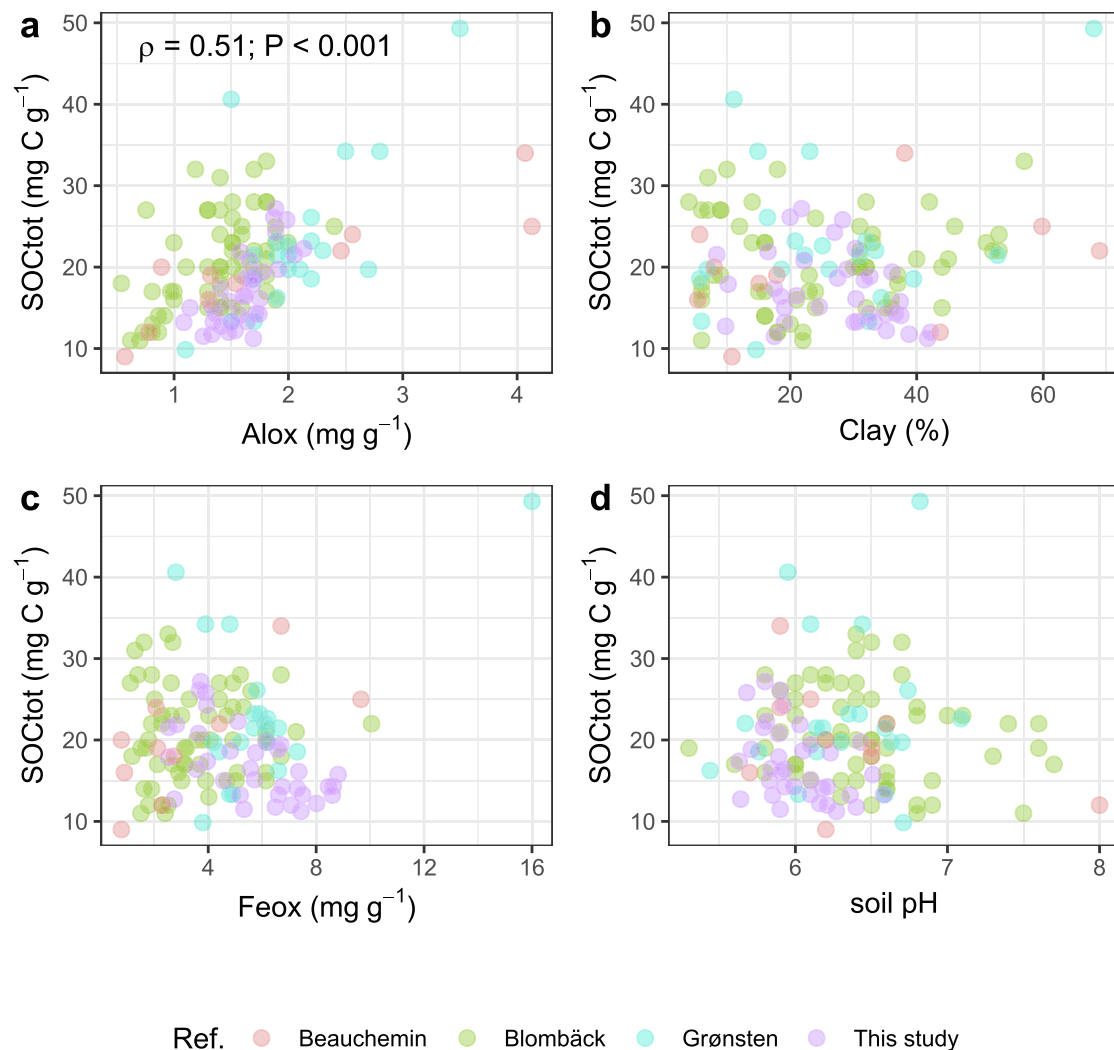 a
ρ = 0.51; P < 0.001
SOCtot (mg C g⁻¹)
50
40
30
20
10
1 2 3 4
Alox (mg g⁻¹)
b
SOCtot (mg C g⁻¹)
50
40
30
20
10
20 40 60
Clay (%)
c
SOCtot (mg C g⁻¹)
50
40
30
20
10
4 8 12 16
Feox (mg g⁻¹)
d
SOCtot (mg C g⁻¹)
50
40
30
20
10
6 7 8
soil pH
Ref. Beauchemin Blombäck Grønsten This study